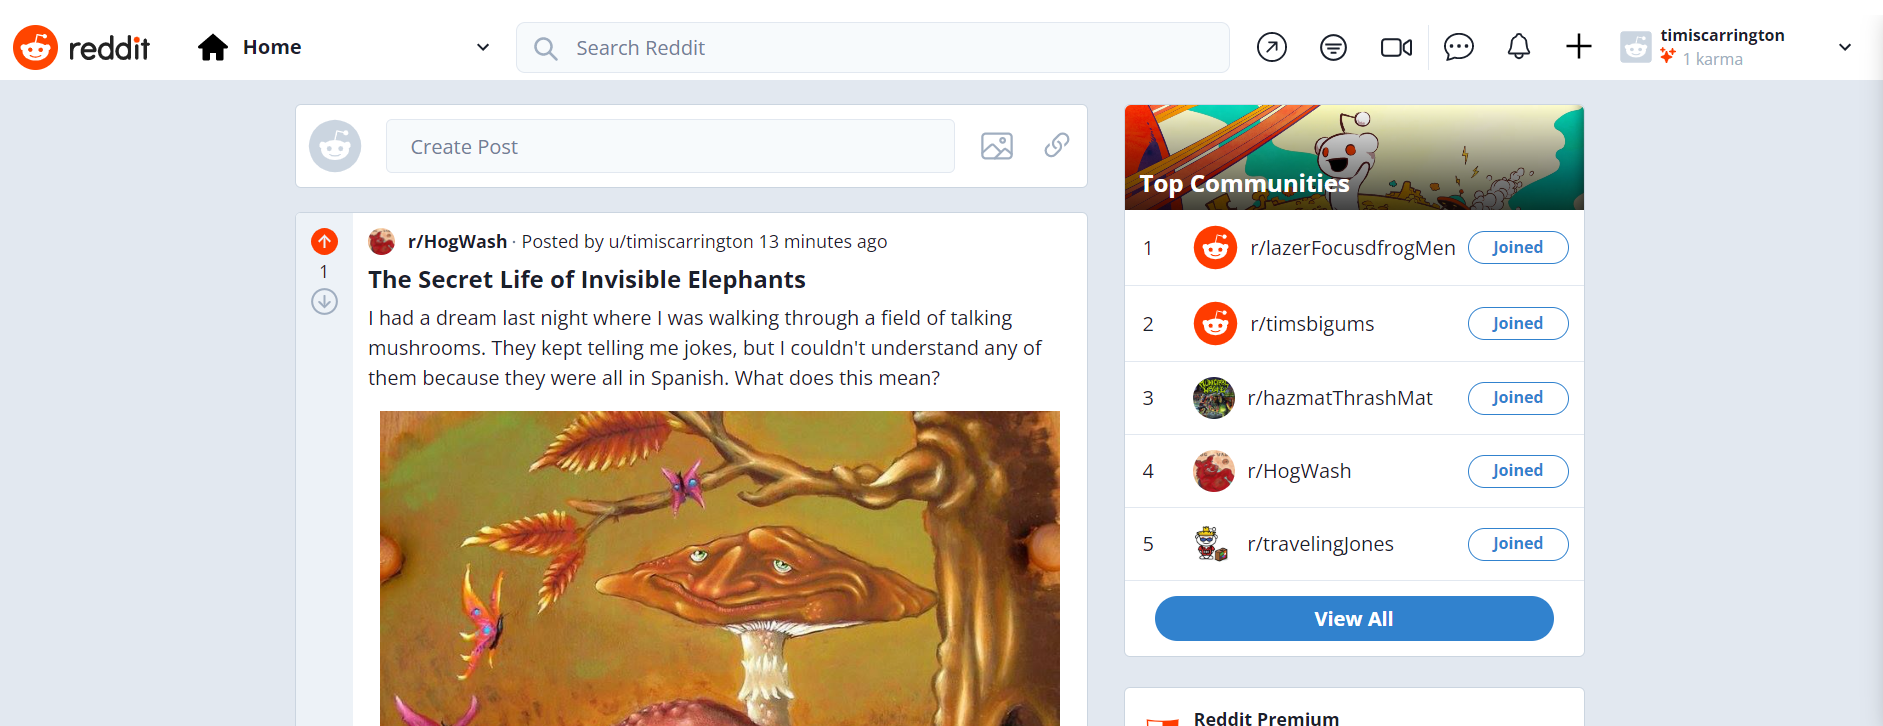 reddit
Home
Search Reddit
timiscarrington
1 karma
Create Post
r/HogWash · Posted by u/timiscarrington 13 minutes ago
1
The Secret Life of Invisible Elephants
I had a dream last night where I was walking through a field of talking
mushrooms. They kept telling me jokes, but I couldn't understand any of
them because they were all in Spanish. What does this mean?
Top Communities
1 r/lazerFocusdfrogMen Joined
2 r/timsbigums Joined
3 r/hazmatThrashMat Joined
4 r/HogWash Joined
5 r/travelingJones Joined
View All
Reddit Premium